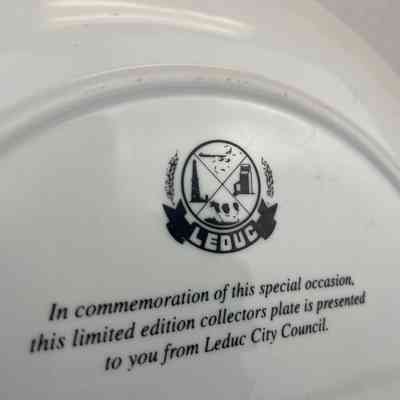 LEDUC
In commemoration of this special occasion,
this limited edition collectors plate is presented
to you from Leduc City Council.